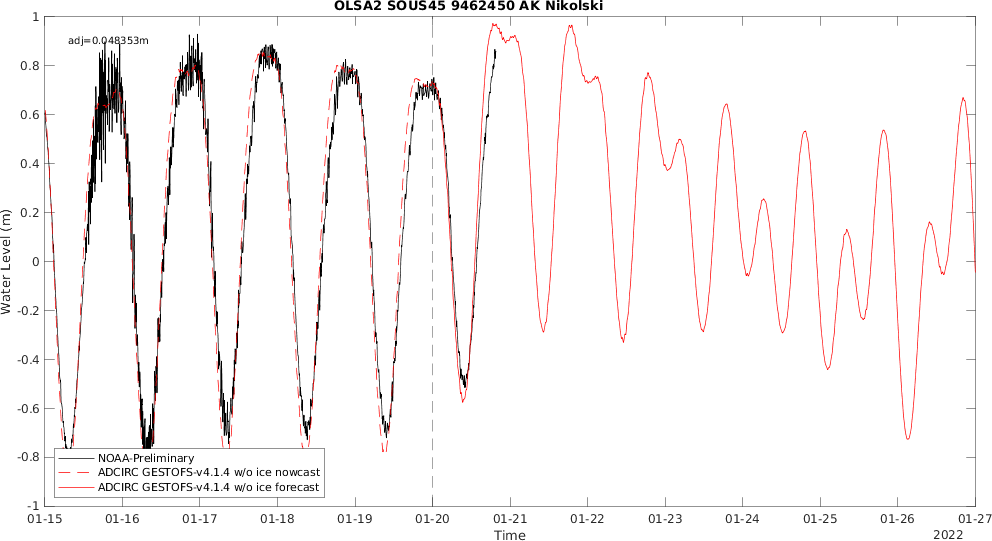 OLSA2 SOUS45 9462450 AK Nikolski
adj=0.048353m
Water Level (m)
1
0.8
0.6
0.4
0.2
0
-0.2
-0.4
-0.6
-0.8
-1
NOAA-Preliminary
ADCIRC GESTOFS-v4.1.4 w/o ice nowcast
ADCIRC GESTOFS-v4.1.4 w/o ice forecast
01-15 01-16 01-17 01-18 01-19 01-20 01-21 01-22 01-23 01-24 01-25 01-26 01-27
Time
2022